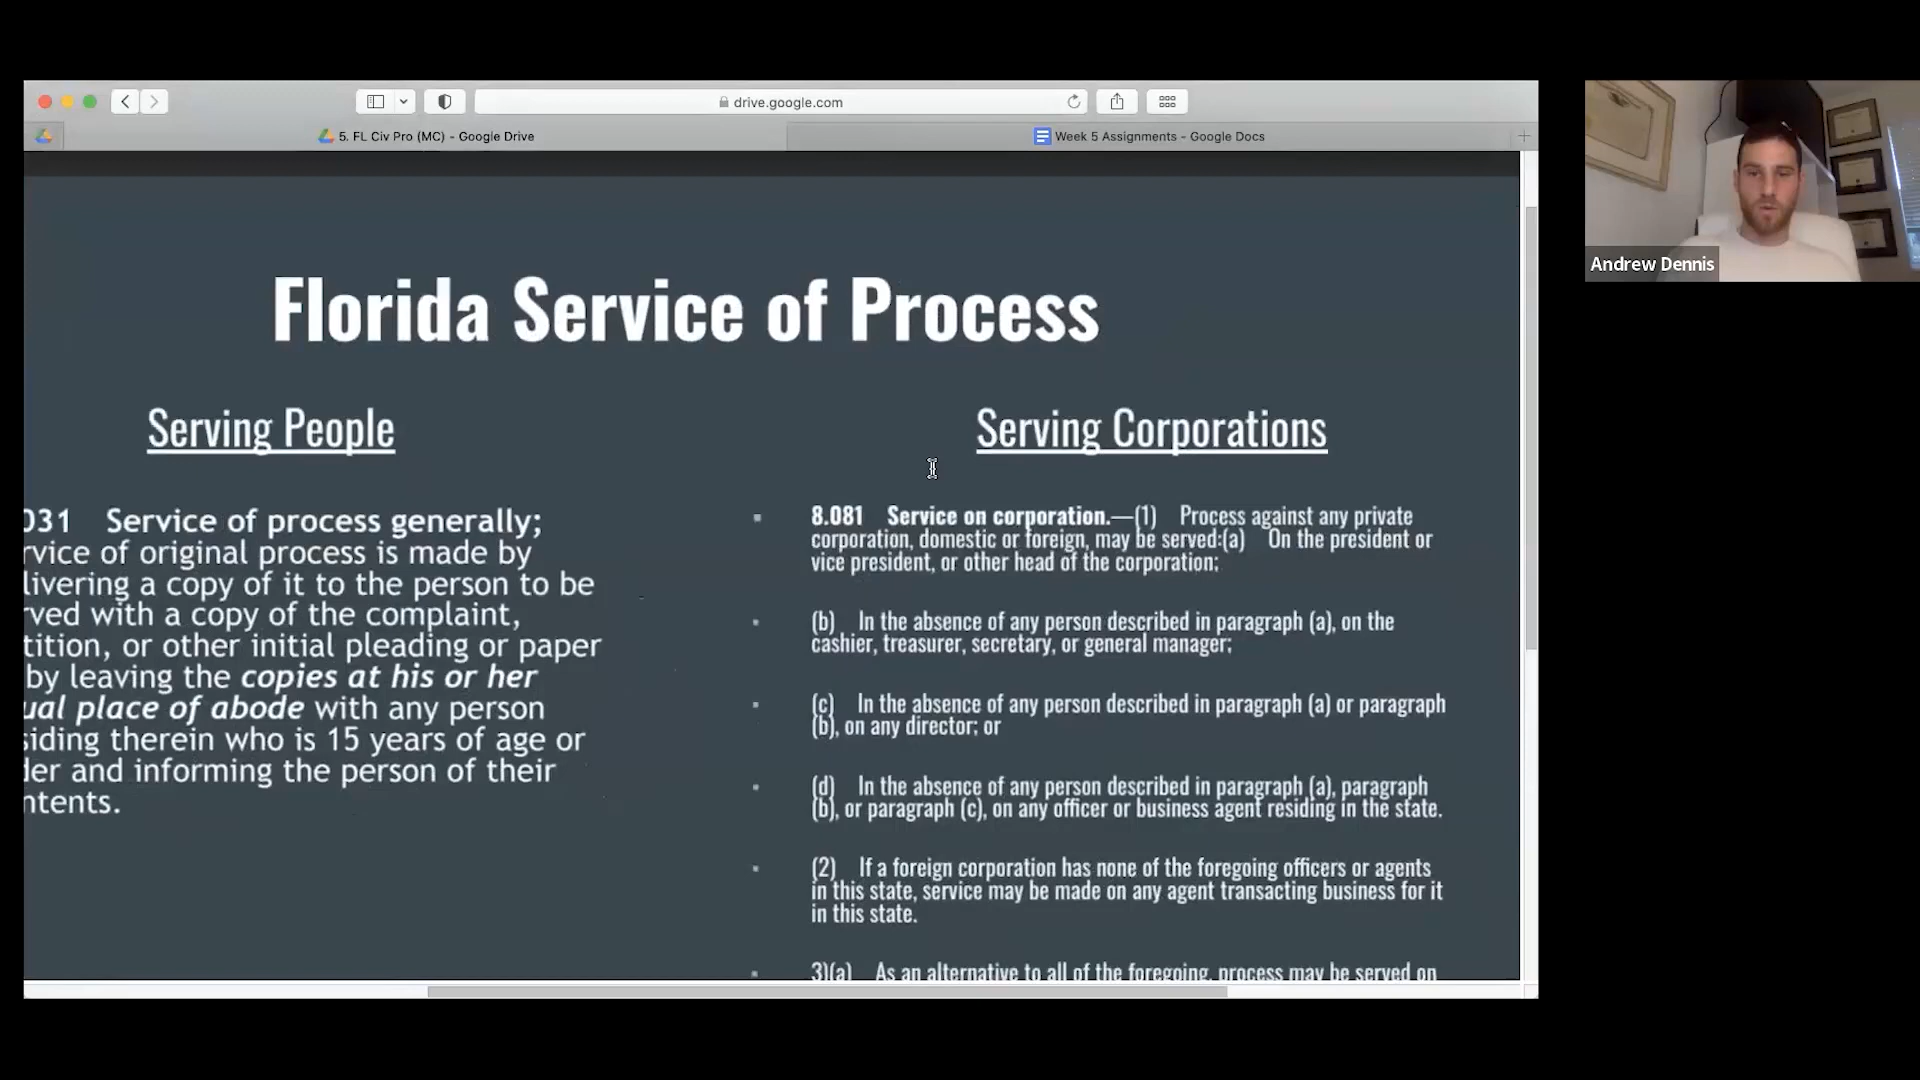 drive.google.com
5. FL Civ Pro (MC) - Google Drive
Week 5 Assignments - Google Docs
Andrew Dennis
Florida Service of Process
Serving People
031 Service of process generally;
rvice of original process is made by
livering a copy of it to the person to be
rved with a copy of the complaint,
tition, or other initial pleading or paper
by leaving the copies at his or her
ual place of abode with any person
siding therein who is 15 years of age or
der and informing the person of their
ntents.
Serving Corporations
8.081 Service on corporation.—(1) Process against any private
corporation, domestic or foreign, may be served:(a) On the president or
vice president, or other head of the corporation;
(b) In the absence of any person described in paragraph (a), on the
cashier, treasurer, secretary, or general manager;
(c) In the absence of any person described in paragraph (a) or paragraph
(b), on any director; or
(d) In the absence of any person described in paragraph (a), paragraph
(b), or paragraph (c), on any officer or business agent residing in the state.
(2) If a foreign corporation has none of the foregoing officers or agents
in this state, service may be made on any agent transacting business for it
in this state.
3)(a) As an alternative to all of the foregoing, process may be served on